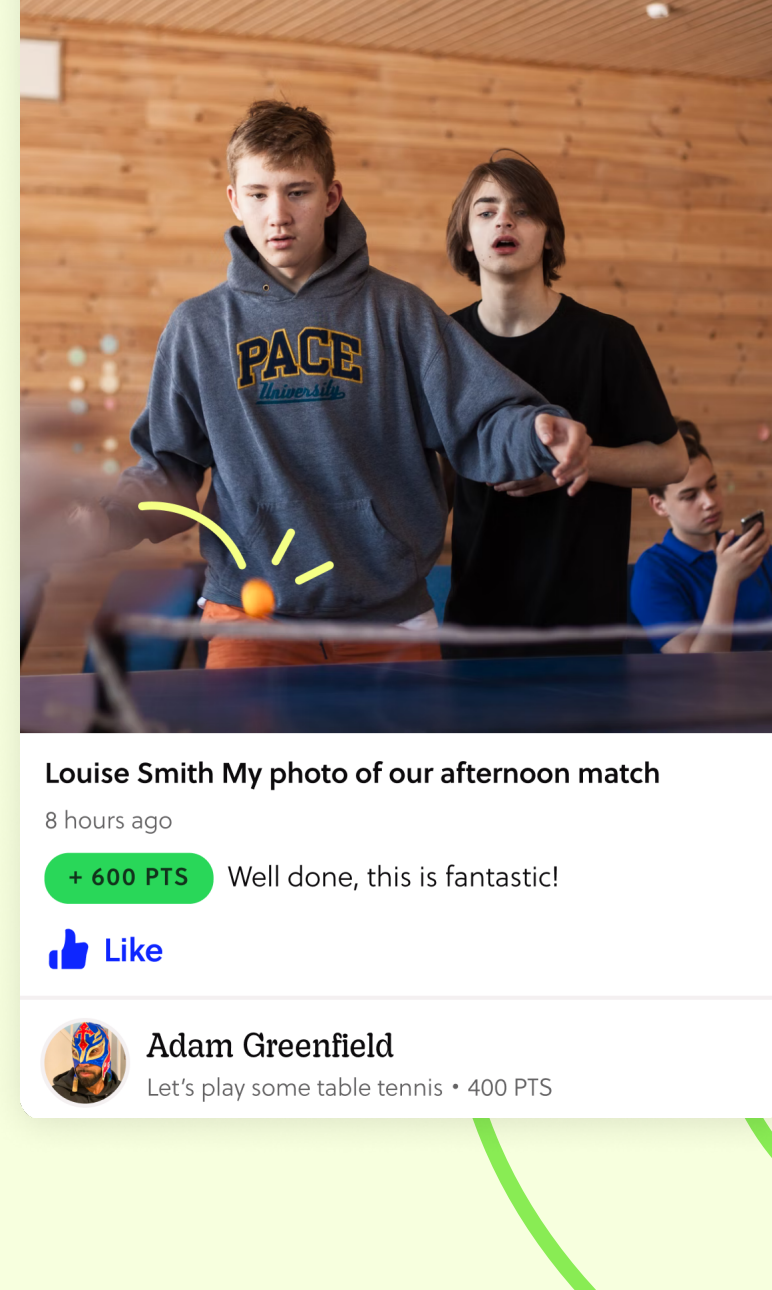 PACE
University
Louise Smith My photo of our afternoon match
8 hours ago
+ 600 PTS Well done, this is fantastic!
Like
Adam Greenfield
Let’s play some table tennis • 400 PTS